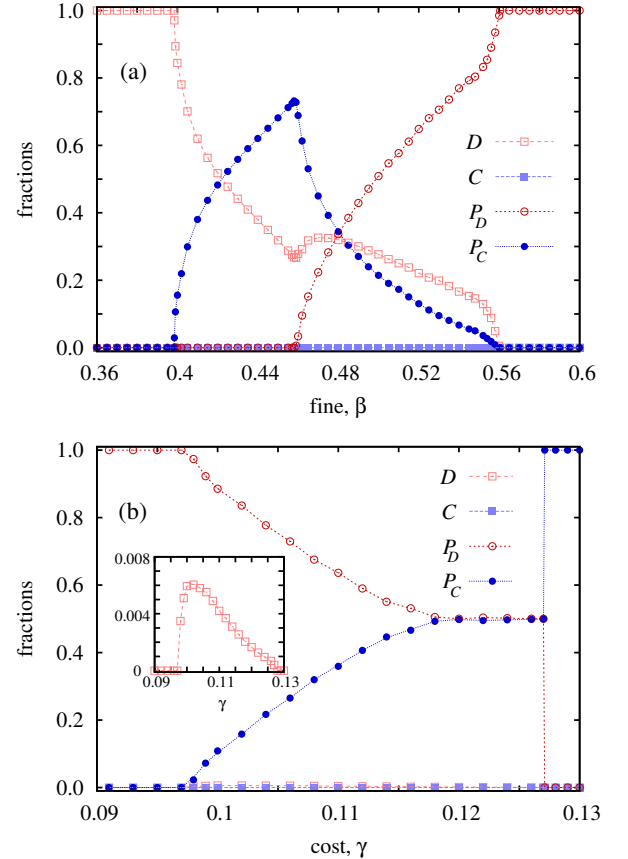 1.0
0.8
0.6
0.4
0.2
0.0
fractions
(a)
D
C
P_D
P_C
0.36 0.4 0.44 0.48 0.52 0.56 0.6
fine, β
1.0
0.8
0.6
0.4
0.2
0.0
fractions
(b)
D
C
P_D
P_C
0.008
0.004
0
0.09 0.11 0.13
γ
0.09 0.1 0.11 0.12 0.13
cost, γ